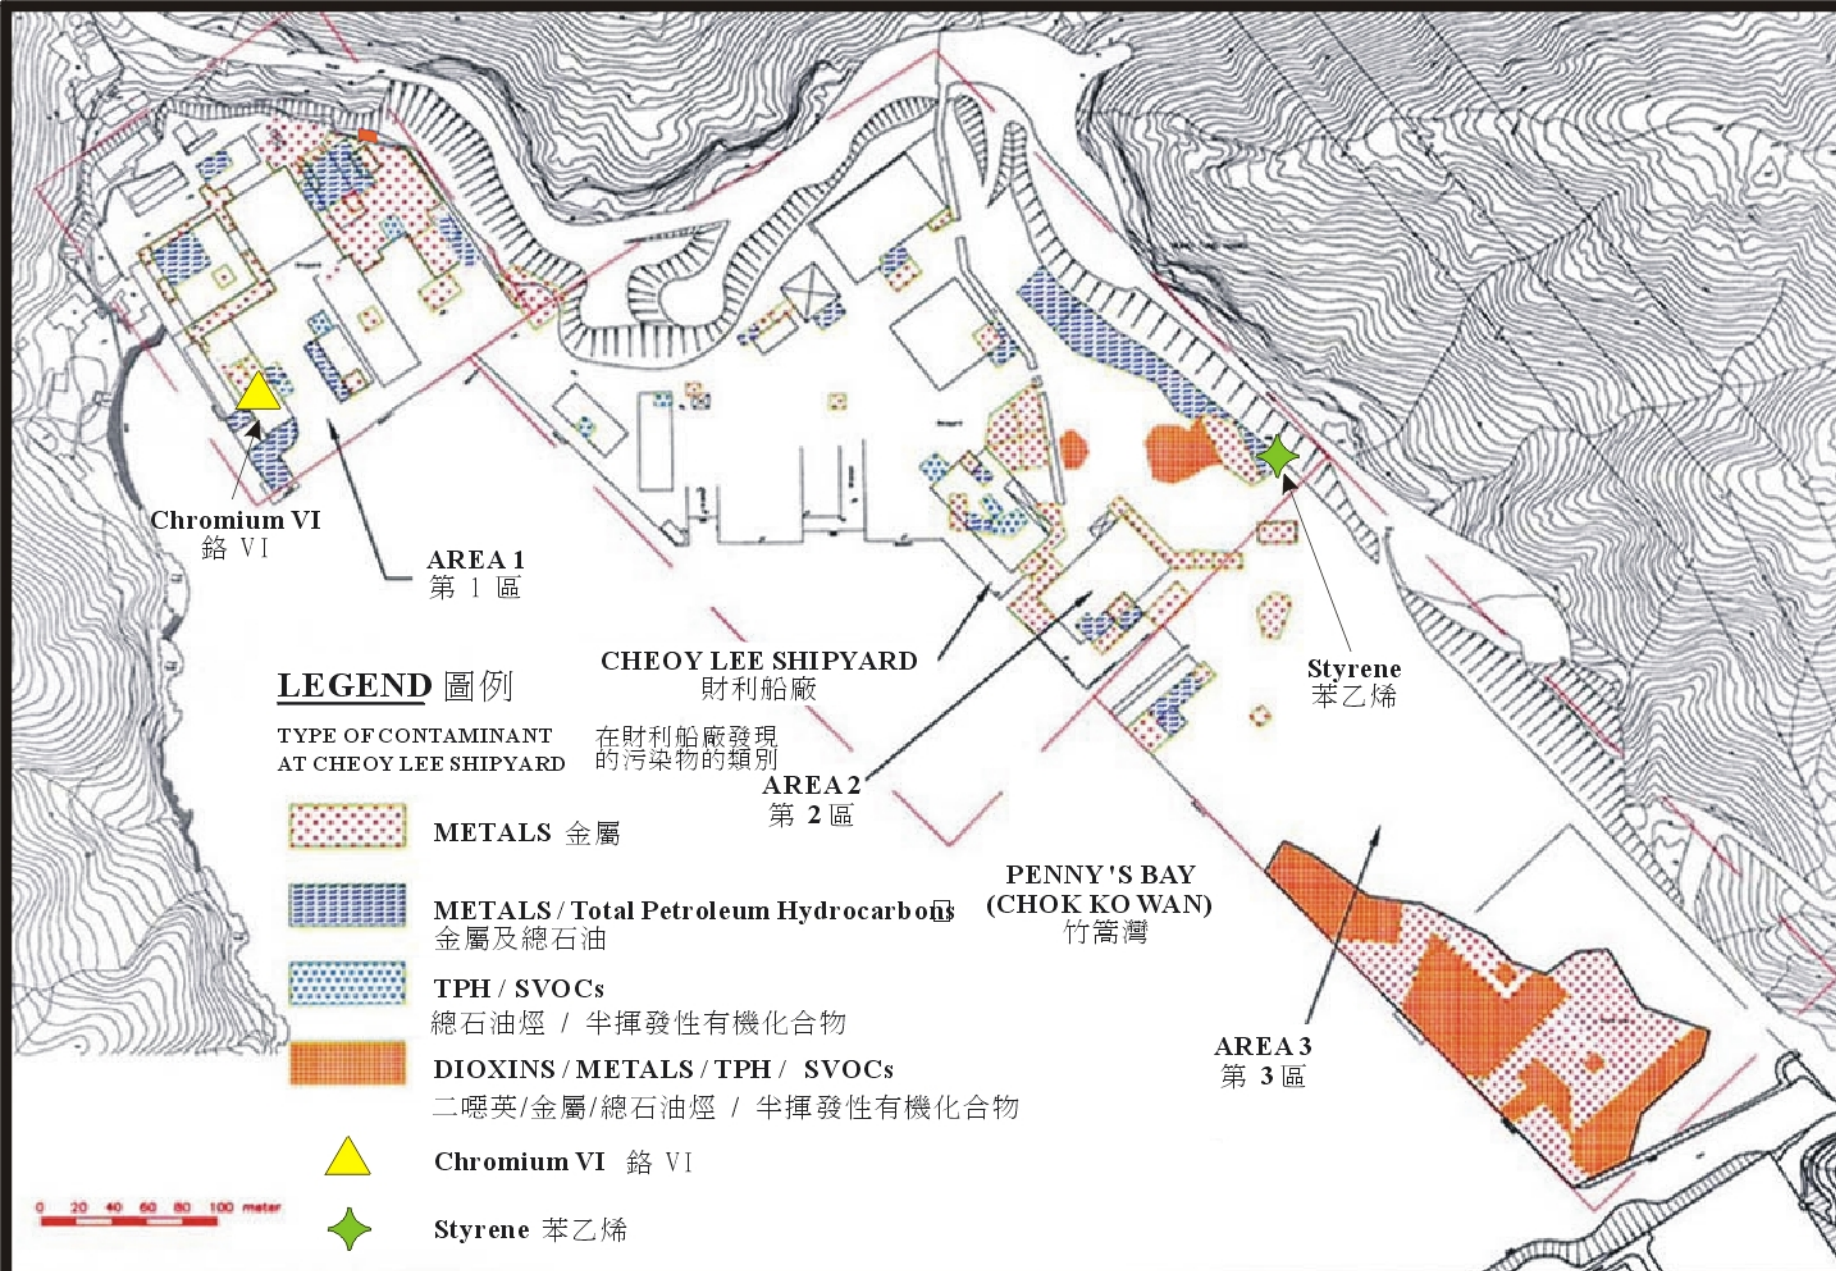 Chromium VI
鉻 VI
AREA 1
第 1 區
CHEOY LEE SHIPYARD
財利船廠
Styrene
苯乙烯
AREA 2
第 2 區
PENNY'S BAY
(CHOK KO WAN)
竹篙灣
AREA 3
第 3 區
LEGEND 圖例
TYPE OF CONTAMINANT
AT CHEOY LEE SHIPYARD
在財利船廠發現
的污染物的類別
METALS 金屬
METALS / Total Petroleum Hydrocarbons
金屬及總石油
TPH / SVOCs
總石油烴 / 半揮發性有機化合物
DIOXINS / METALS / TPH / SVOCs
二噁英/金屬/總石油烴 / 半揮發性有機化合物
Chromium VI 鉻 VI
Styrene 苯乙烯
0 20 40 60 80 100 meter